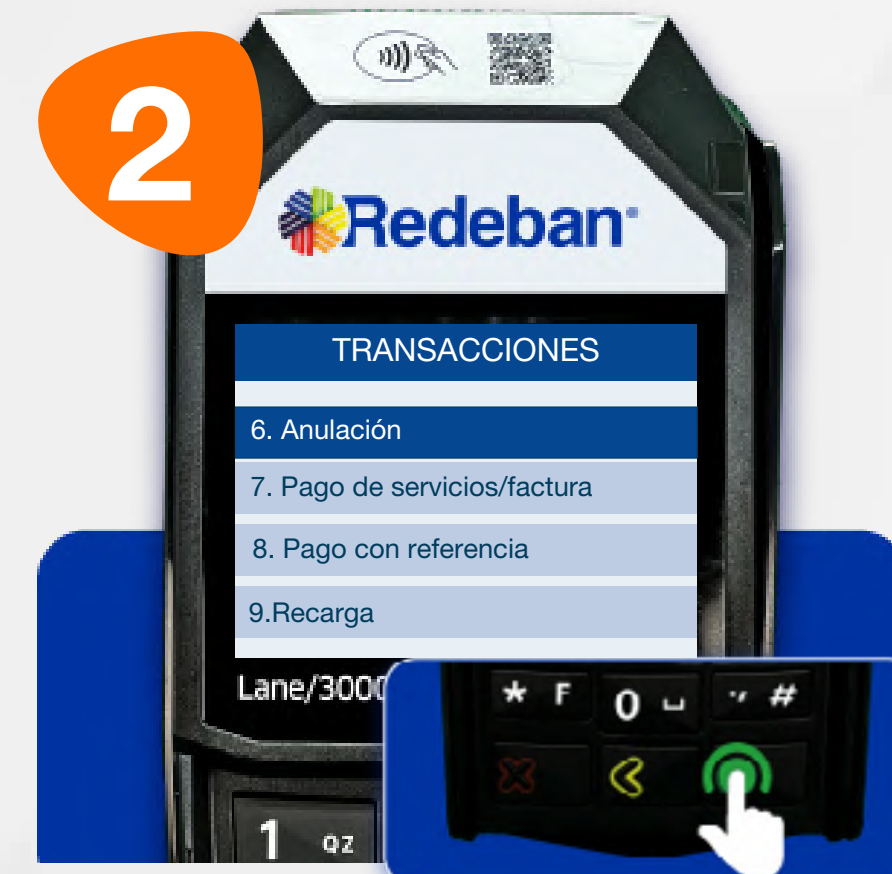 2
Redeban
TRANSACCIONES
6. Anulación
7. Pago de servicios/factura
8. Pago con referencia
9.Recarga
Lane/3000
* F
0
., #
1 QZ